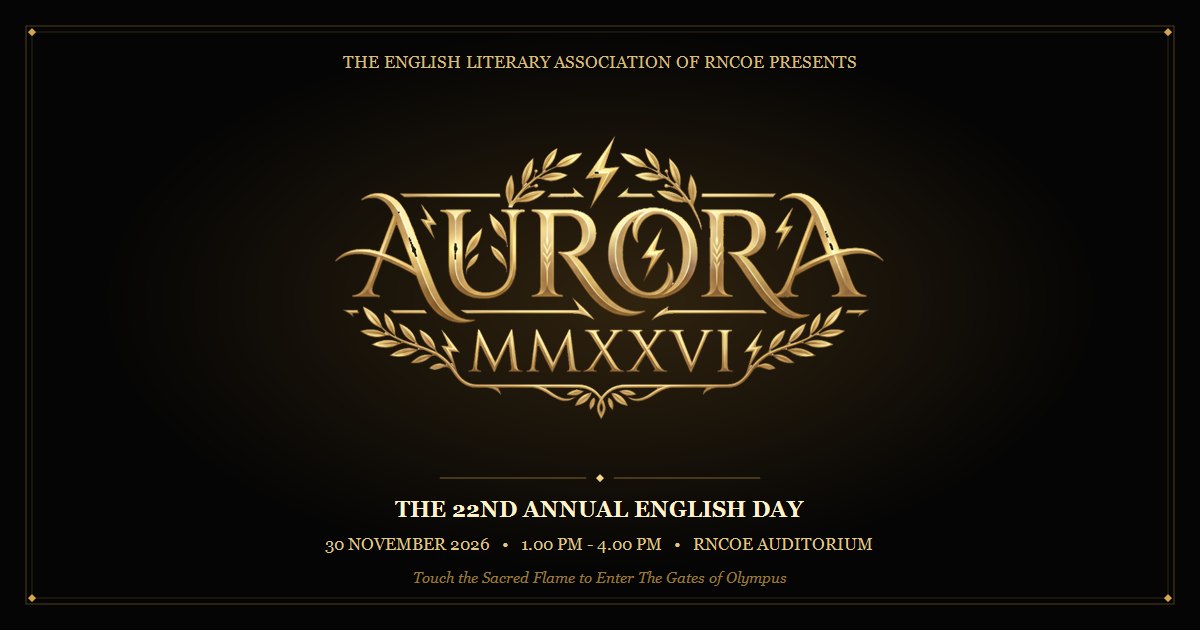 THE ENGLISH LITERARY ASSOCIATION OF RNCOE PRESENTS
AURORA
MMXXVI
THE 22ND ANNUAL ENGLISH DAY
30 NOVEMBER 2026 • 1.00 PM - 4.00 PM • RNCOE AUDITORIUM
Touch the Sacred Flame to Enter The Gates of Olympus